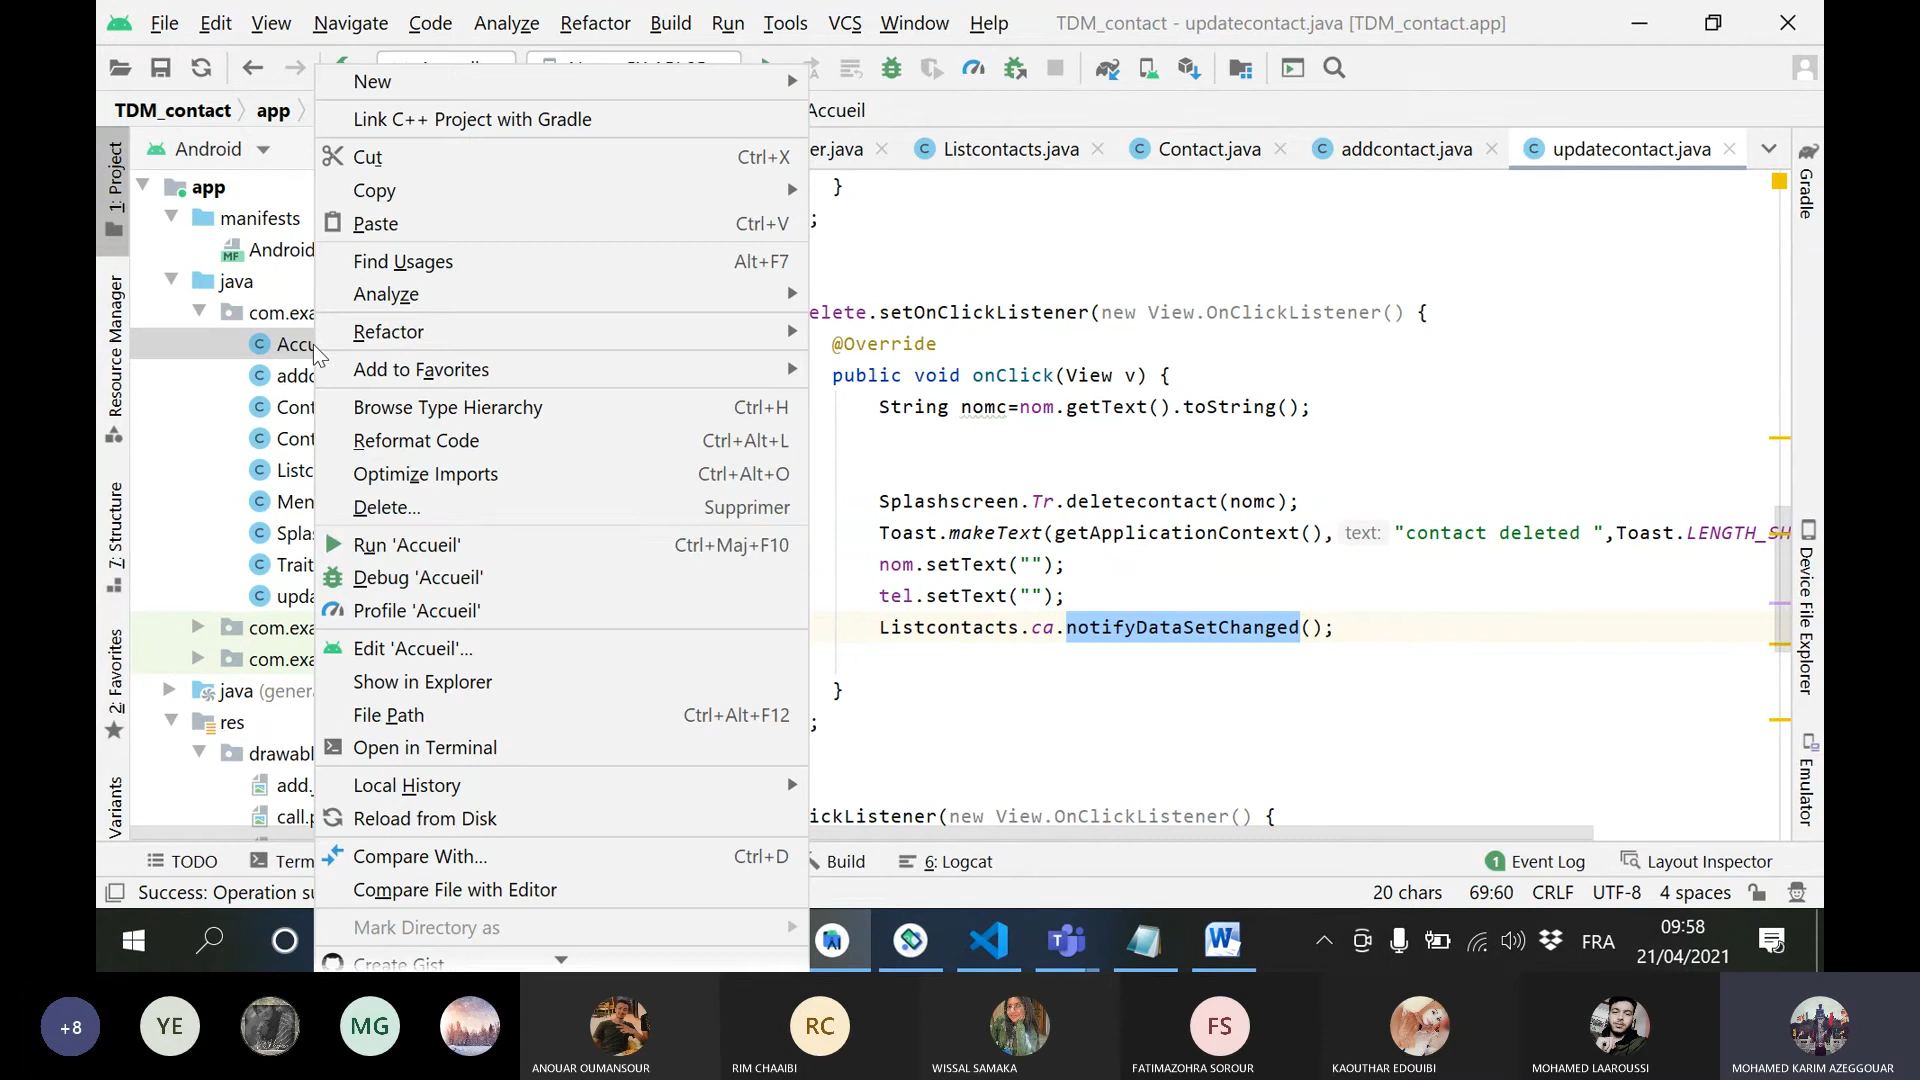 File Edit View Navigate Code Analyze Refactor Build Run Tools VCS Window Help TDM_contact - updatecontact.java [TDM_contact.app]
TDM_contact app Accueil
Android
er.java Listcontacts.java Contact.java addcontact.java updatecontact.java
1: Project
Resource Manager
7: Structure
2: Favorites
Variants
app
manifests
MF Android
java
com.exa
C Accu
C addc
C Cont
C Cont
C Listc
C Men
C Splas
C Trait
C upda
com.exa
com.exa
java (gener
res
drawabl
add.
call.p
New
Link C++ Project with Gradle
Cut Ctrl+X
Copy
Paste Ctrl+V
Find Usages Alt+F7
Analyze
Refactor
Add to Favorites
Browse Type Hierarchy Ctrl+H
Reformat Code Ctrl+Alt+L
Optimize Imports Ctrl+Alt+O
Delete... Supprimer
Run 'Accueil' Ctrl+Maj+F10
Debug 'Accueil'
Profile 'Accueil'
Edit 'Accueil'...
Show in Explorer
File Path Ctrl+Alt+F12
Open in Terminal
Local History
Reload from Disk
Compare With... Ctrl+D
Compare File with Editor
Mark Directory as
Create Gist
}
;
elete.setOnClickListener(new View.OnClickListener() {
@Override
public void onClick(View v) {
String nomc=nom.getText().toString();
Splashscreen.Tr.deletecontact(nomc);
Toast.makeText(getApplicationContext(), text: "contact deleted ",Toast.LENGTH_SH
nom.setText("");
tel.setText("");
Listcontacts.ca.notifyDataSetChanged();
}
;
ickListener(new View.OnClickListener() {
Gradle
Device File Explorer
Emulator
TODO Term Build 6: Logcat 1 Event Log Layout Inspector
Success: Operation su 20 chars 69:60 CRLF UTF-8 4 spaces
FRA
09:58
21/04/2021
+8 YE MG RC FS
ANOUAR OUMANSOUR RIM CHAAIBI WISSAL SAMAKA FATIMAZOHRA SOROUR KAOUTHAR EDOUIBI MOHAMED LAAROUSSI MOHAMED KARIM AZEGGOUAR